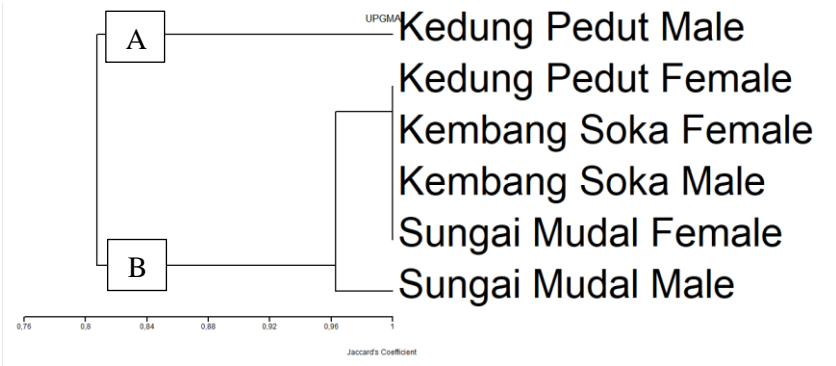 UPGMA
A
Kedung Pedut Male
Kedung Pedut Female
Kembang Soka Female
Kembang Soka Male
Sungai Mudal Female
B
Sungai Mudal Male
0,76 0,8 0,84 0,88 0,92 0,96 1
Jaccard's Coefficient